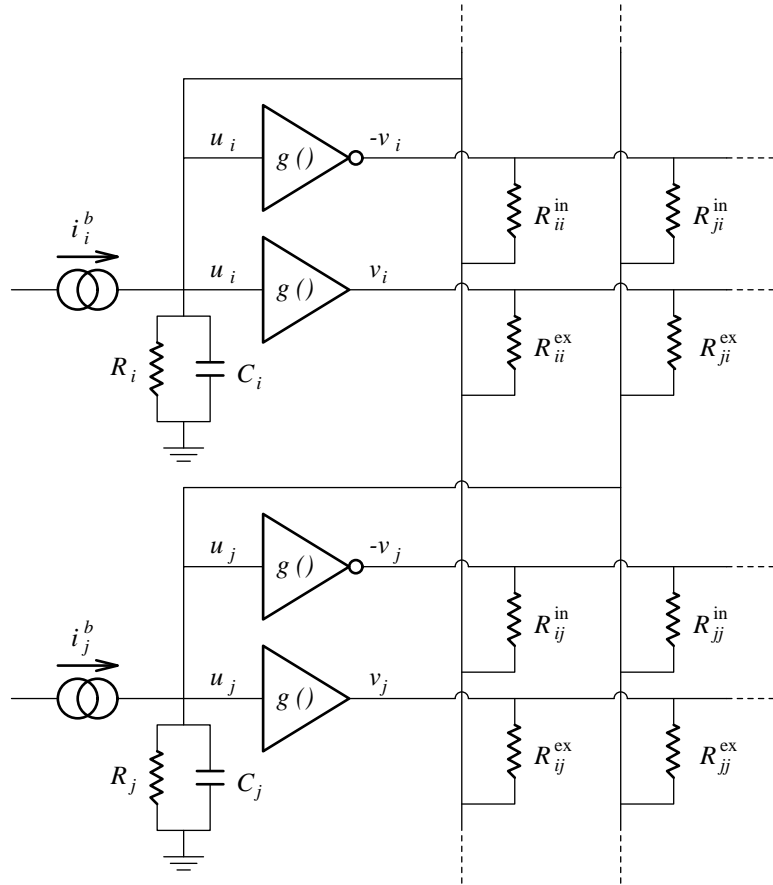 u_i g () -v_i
R_ii^in R_ji^in
i_i^b
u_i g () v_i
R_ii^ex R_ji^ex
R_i C_i
u_j g () -v_j
R_ij^in R_jj^in
i_j^b
u_j g () v_j
R_ij^ex R_jj^ex
R_j C_j